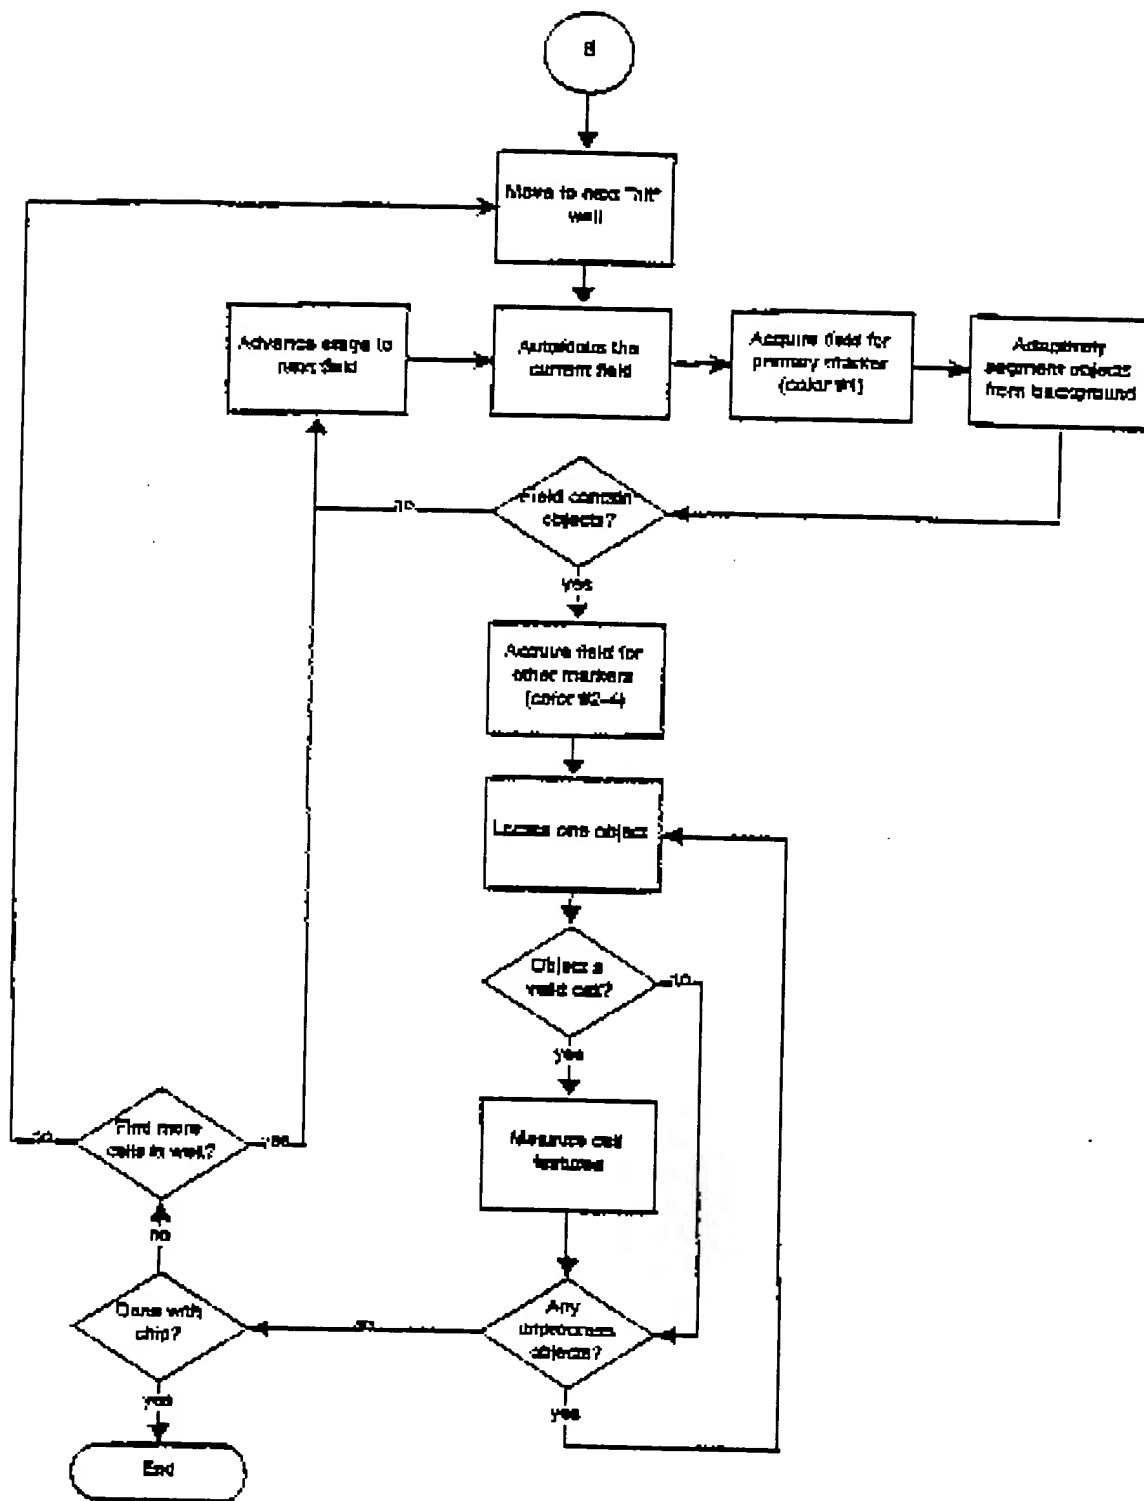 B
Move to next "hit"
well
Advance stage to
next field
Autofocus the
current field
Acquire field for
primary marker
(color #1)
Adaptively
segment objects
from background
Field contain
objects?
no
yes
Acquire field for
other markers
(color #2-4)
Locate one object
Object a
valid cell?
no
yes
Measure cell
features
Find more
cells in well?
no
yes
no
Done with
chip?
no
Any
objects?
yes
yes
End